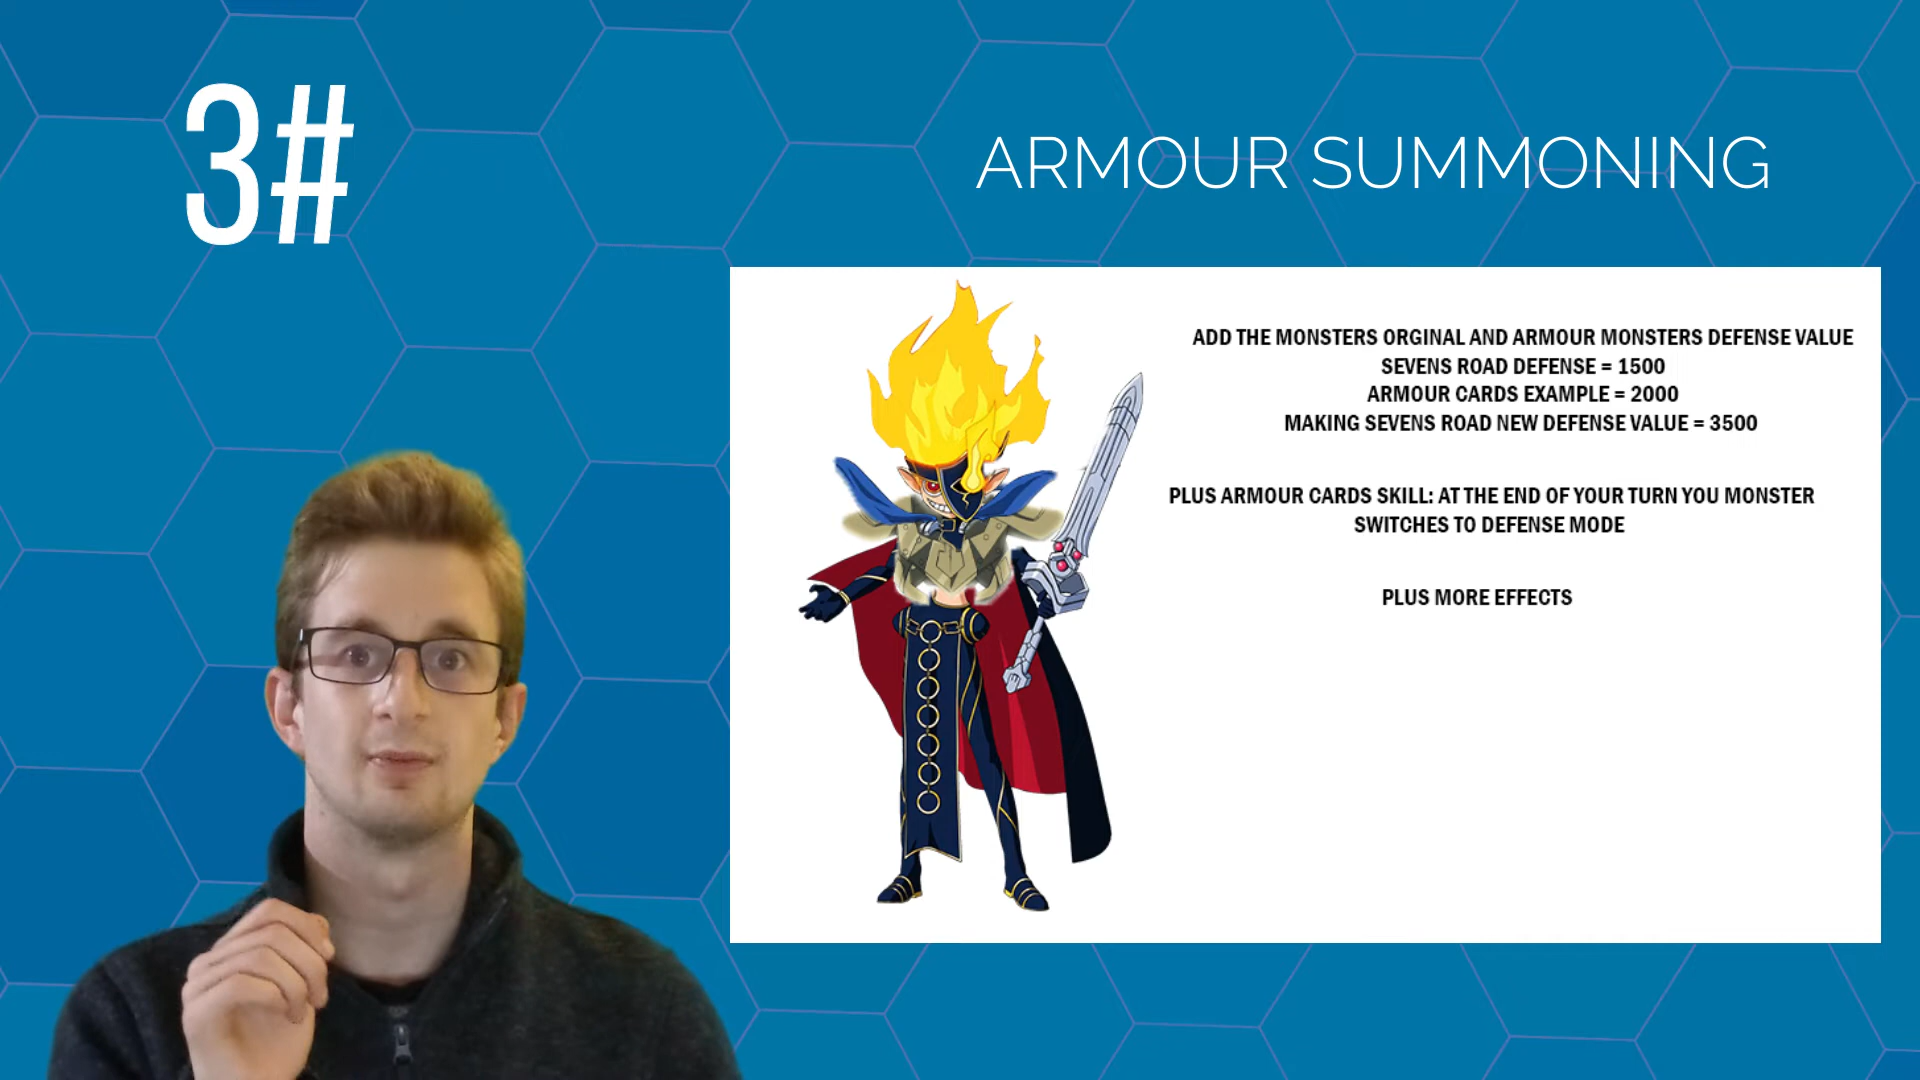 3#
ARMOUR SUMMONING
ADD THE MONSTERS ORGINAL AND ARMOUR MONSTERS DEFENSE VALUE
SEVENS ROAD DEFENSE = 1500
ARMOUR CARDS EXAMPLE = 2000
MAKING SEVENS ROAD NEW DEFENSE VALUE = 3500
PLUS ARMOUR CARDS SKILL: AT THE END OF YOUR TURN YOU MONSTER
SWITCHES TO DEFENSE MODE
PLUS MORE EFFECTS